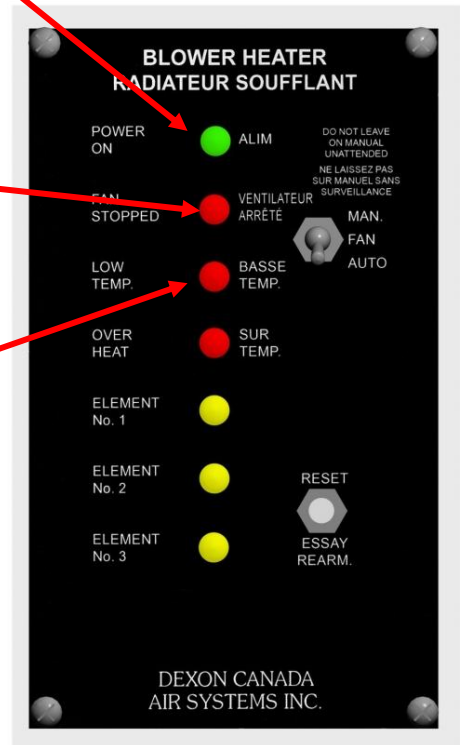 BLOWER HEATER
RADIATEUR SOUFFLANT
POWER
ON
ALIM
DO NOT LEAVE
ON MANUAL
UNATTENDED
NE LAISSEZ PAS
SUR MANUEL SANS
SURVEILLANCE
FAN
STOPPED
VENTILATEUR
ARRÊTÉ
MAN.
FAN
AUTO
LOW
TEMP.
BASSE
TEMP.
OVER
HEAT
SUR
TEMP.
ELEMENT
No. 1
ELEMENT
No. 2
RESET
ELEMENT
No. 3
ESSAY
REARM.
DEXON CANADA
AIR SYSTEMS INC.